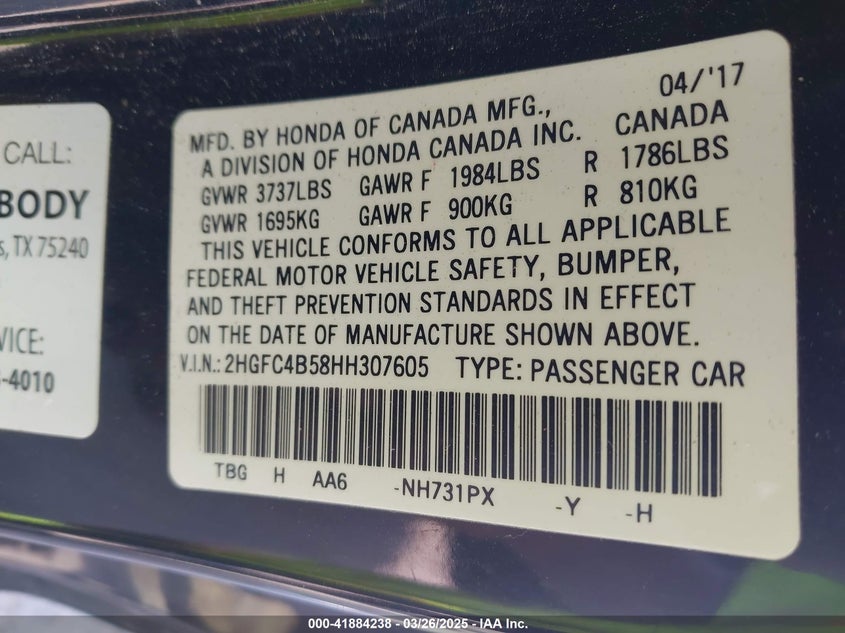 CALL:
BODY
TX 75240
VICE:
-4010
04/'17
MFD. BY HONDA OF CANADA MFG.,
A DIVISION OF HONDA CANADA INC. CANADA
GVWR 3737LBS GAWR F 1984LBS R 1786LBS
GVWR 1695KG GAWR F 900KG R 810KG
THIS VEHICLE CONFORMS TO ALL APPLICABLE
FEDERAL MOTOR VEHICLE SAFETY, BUMPER,
AND THEFT PREVENTION STANDARDS IN EFFECT
ON THE DATE OF MANUFACTURE SHOWN ABOVE.
V.I.N.: 2HGFC4B58HH307605 TYPE: PASSENGER CAR
TBG H AA6 -NH731PX -Y -H
000-41884238 - 03/26/2025 - IAA Inc.